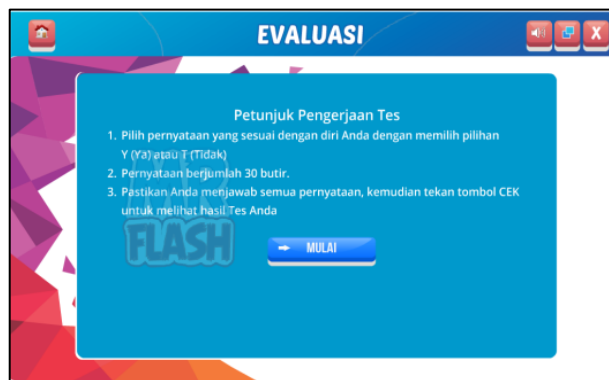 EVALUASI
X
Petunjuk Pengerjaan Tes
1. Pilih pernyataan yang sesuai dengan diri Anda dengan memilih pilihan
Y (Ya) atau T (Tidak)
2. Pernyataan berjumlah 30 butir.
3. Pastikan Anda menjawab semua pernyataan, kemudian tekan tombol CEK
untuk melihat hasil Tes Anda
MR
FLASH
MULAI